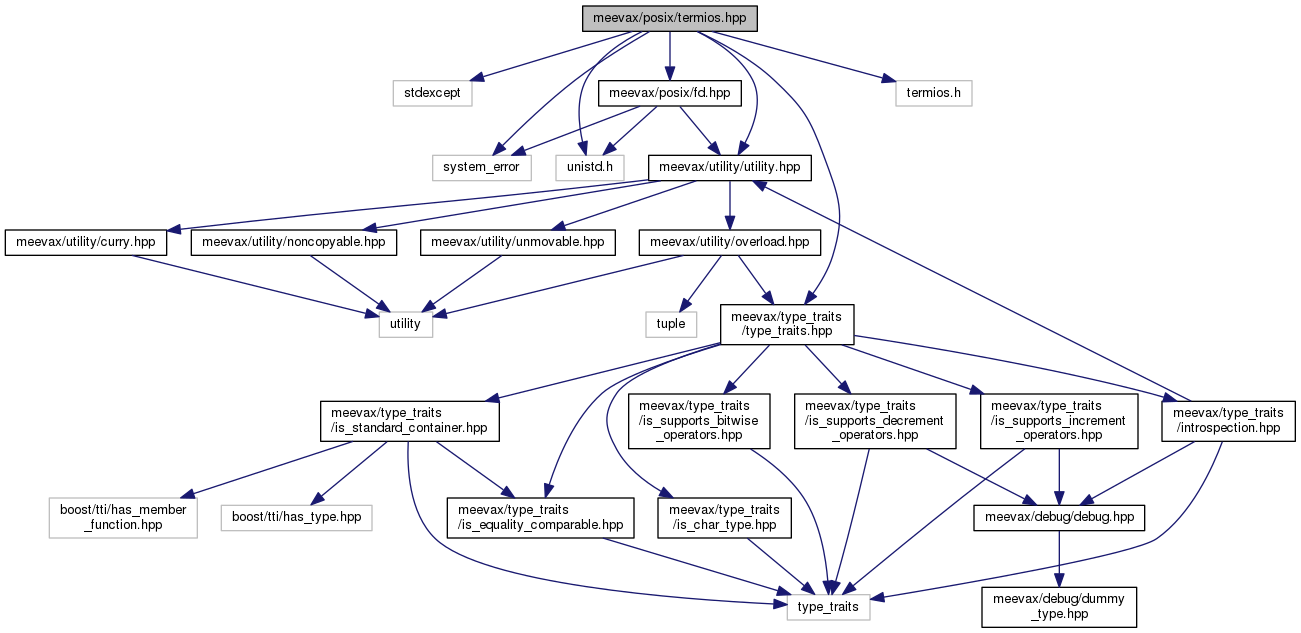 meevax/posix/termios.hpp
stdexcept
meevax/posix/fd.hpp
termios.h
system_error
unistd.h
meevax/utility/utility.hpp
meevax/utility/curry.hpp
meevax/utility/noncopyable.hpp
meevax/utility/unmovable.hpp
meevax/utility/overload.hpp
utility
tuple
meevax/type_traits
/type_traits.hpp
meevax/type_traits
/is_standard_container.hpp
meevax/type_traits
/is_supports_bitwise
_operators.hpp
meevax/type_traits
/is_supports_decrement
_operators.hpp
meevax/type_traits
/is_supports_increment
_operators.hpp
meevax/type_traits
/introspection.hpp
boost/tti/has_member
_function.hpp
boost/tti/has_type.hpp
meevax/type_traits
/is_equality_comparable.hpp
meevax/type_traits
/is_char_type.hpp
meevax/debug/debug.hpp
type_traits
meevax/debug/dummy
_type.hpp